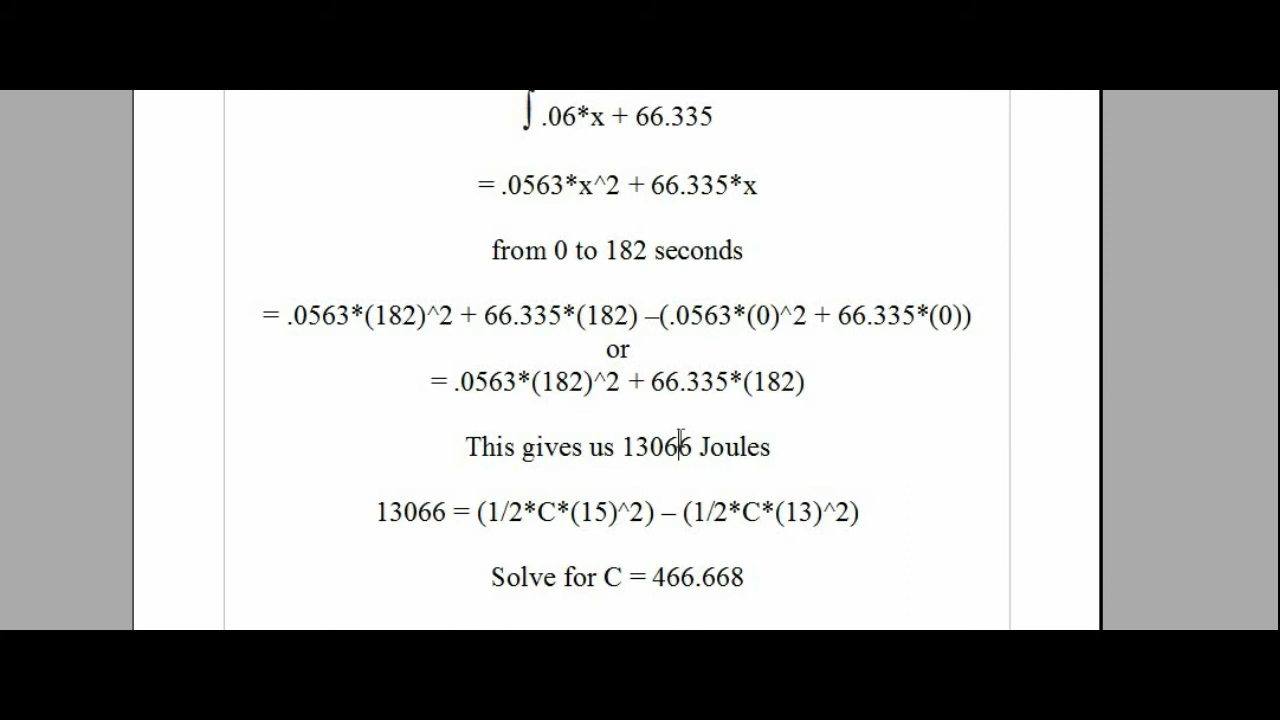 ∫ .06*x + 66.335
= .0563*x^2 + 66.335*x
from 0 to 182 seconds
= .0563*(182)^2 + 66.335*(182) –(.0563*(0)^2 + 66.335*(0))
or
= .0563*(182)^2 + 66.335*(182)
This gives us 13066 Joules
13066 = (1/2*C*(15)^2) – (1/2*C*(13)^2)
Solve for C = 466.668